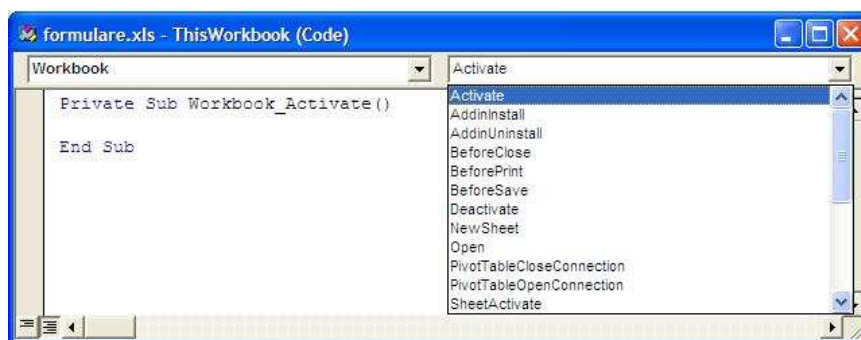 formulare.xls - ThisWorkbook (Code)
Workbook
Activate
Private Sub Workbook_Activate()
End Sub
Activate
AddinInstall
AddinUninstall
BeforeClose
BeforePrint
BeforeSave
Deactivate
NewSheet
Open
PivotTableCloseConnection
PivotTableOpenConnection
SheetActivate